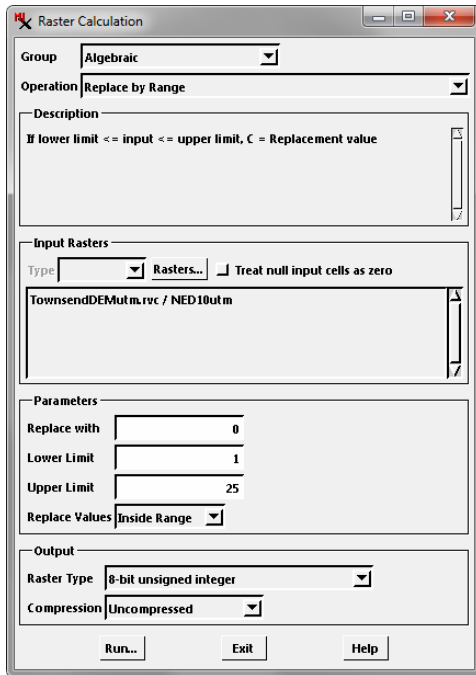 Raster Calculation
Group Algebraic
Operation Replace by Range
Description
If lower limit <= input <= upper limit, C = Replacement value
Input Rasters
Type Rasters... Treat null input cells as zero
TownsendDEMutm.rvc / NED10utm
Parameters
Replace with 0
Lower Limit 1
Upper Limit 25
Replace Values Inside Range
Output
Raster Type 8-bit unsigned integer
Compression Uncompressed
Run... Exit Help